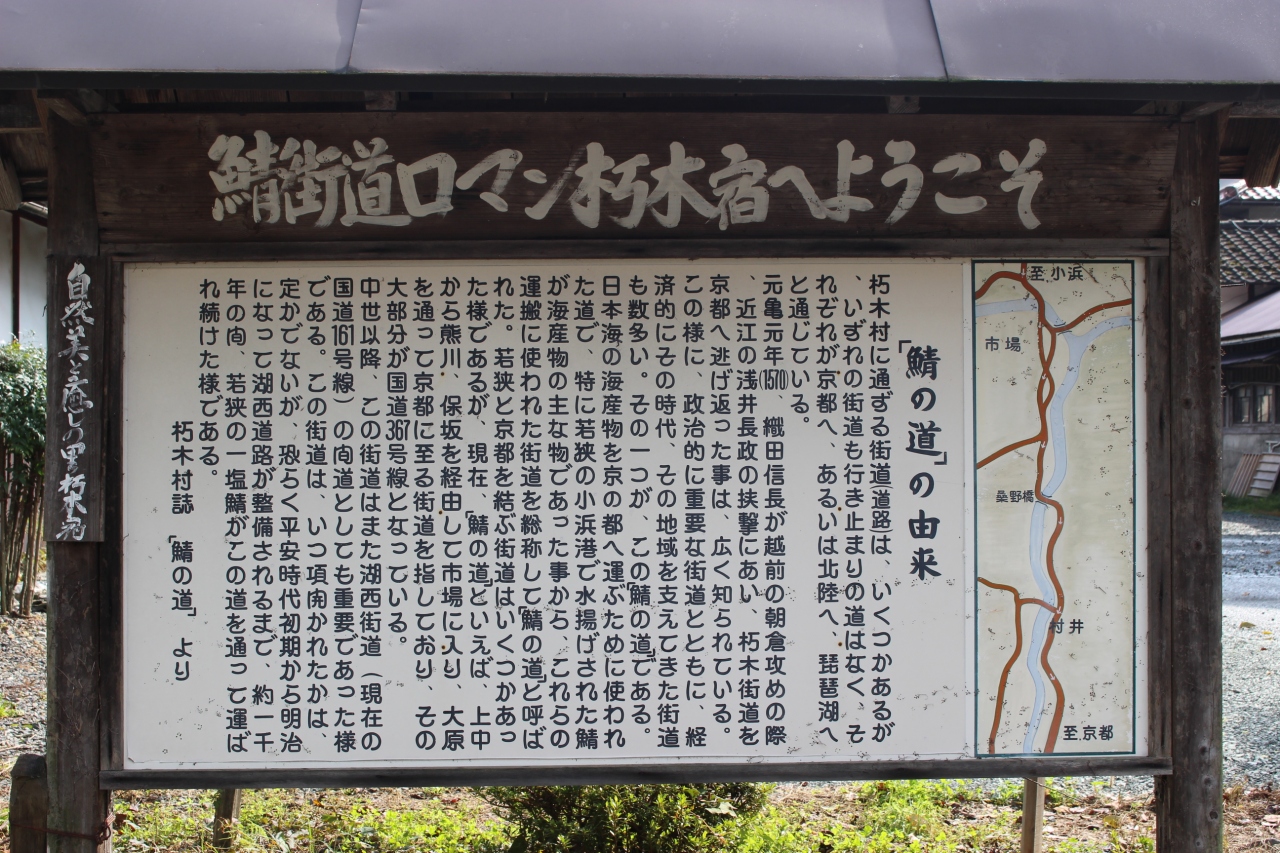 鯖街道ロマン朽木宿へようこそ
自然美と癒しの里 朽木宿
「鯖の道」の由来
朽木村に通ずる街道道路は、いくつかあるが
、いずれの街道も行き止まりの道はなく、そ
れぞれが京都へ、あるいは北陸へ、琵琶湖へ
と通じている。
元亀元年(1570)、織田信長が越前の朝倉攻めの際
、近江の浅井長政の挟撃にあい、朽木街道を
京都へ逃げ返った事は、広く知られている。
この様に、政治的に重要な街道とともに、経
済的にその時代、その地域を支えてきた街道
も数多い。その一つが、この「鯖の道」である。
日本海の海産物を京の都へ運ぶために使われ
た道で、特に若狭の小浜港で水揚げされた鯖
が海産物の主な物であった事から、これらの
運搬に使われた街道を総称して「鯖の道」と呼ば
れた。若狭と京都を結ぶ街道はいくつかあっ
た様であるが、現在、「鯖の道」といえば、上中
から熊川、保坂を経由して市場に入り、大原
を通って京都に至る街道を指しており、その
大部分が国道367号線となっている。
中世以降、この街道はまた湖西街道（現在の
国道161号線）の間道としても重要であった様
である。この街道は、いつ頃開かれたかは、
定かでないが、恐らく平安時代初期から明治
になって湖西道路が整備されるまで、約一千
年の間、若狭の一塩鯖がこの道を通って運ば
れ続けた様である。
朽木村誌 「鯖の道」 より
至小浜
市場
桑野橋
村井
至京都